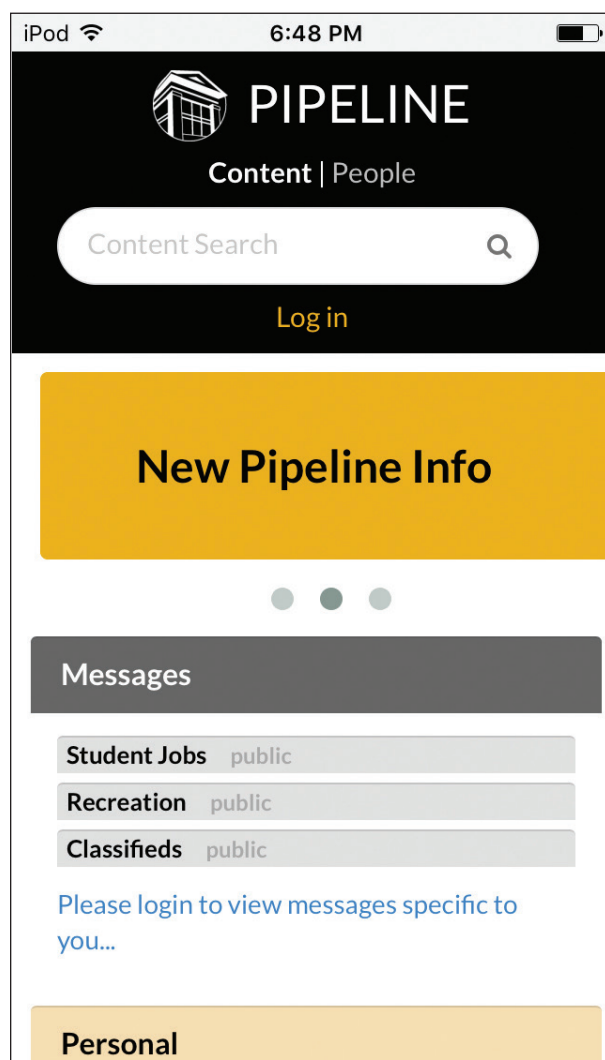 iPod 6:48 PM
PIPELINE
Content | People
Content Search
Log in
New Pipeline Info
Messages
Student Jobs public
Recreation public
Classifieds public
Please login to view messages specific to
you...
Personal